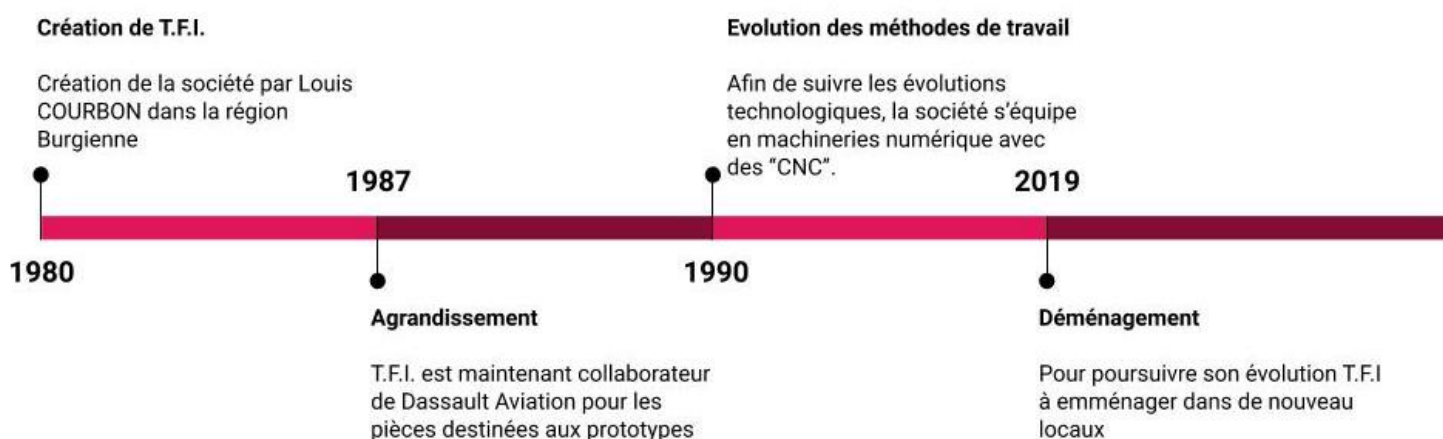 Création de T.F.I.
Création de la société par Louis
COURBON dans la région
Burgienne
1980
1987
Agrandissement
T.F.I. est maintenant collaborateur
de Dassault Aviation pour les
pièces destinées aux prototypes
Evolution des méthodes de travail
Afin de suivre les évolutions
technologiques, la société s’équipe
en machineries numérique avec
des “CNC”.
1990
2019
Déménagement
Pour poursuivre son évolution T.F.I
à emménager dans de nouveau
locaux